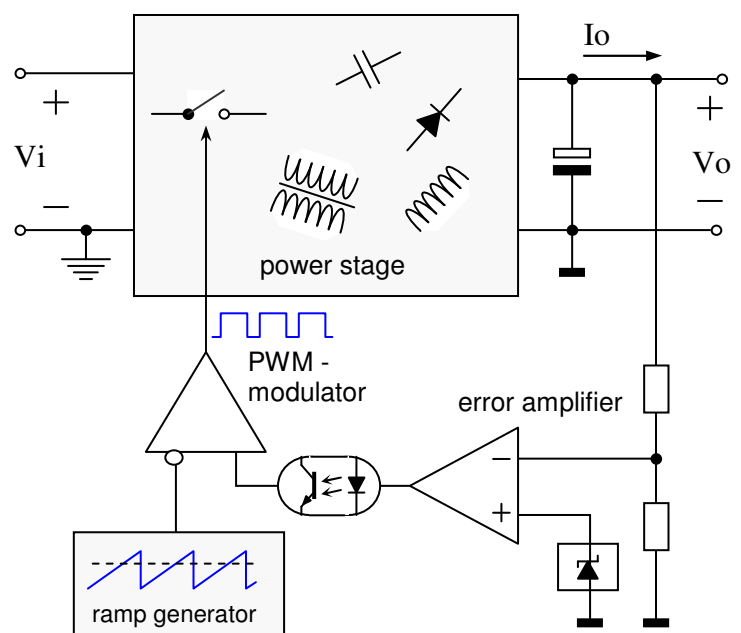 Io
+
Vi
−
+
Vo
−
power stage
PWM -
modulator
error amplifier
−
+
ramp generator